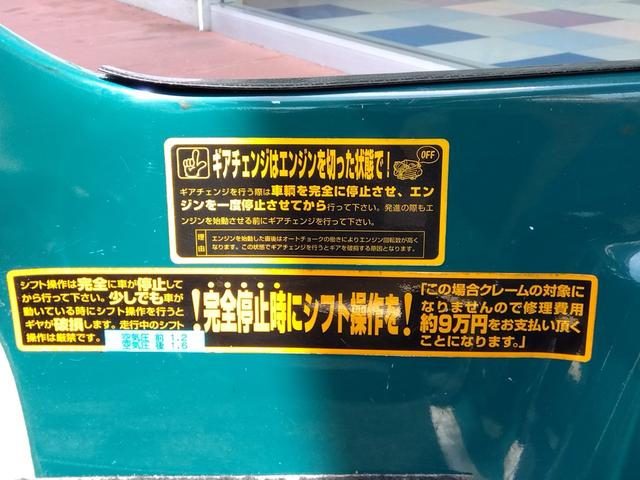 ギアチェンジはエンジンを切った状態で!
OFF
ギアチェンジを行う際は車輌を完全に停止させ、エン
ジンを一度停止させてから行って下さい。発進の際もエ
ンジンを始動させる前にギアチェンジを行って下さい。
理由
エンジンを始動した直後はオートチョークの働きによりエンジン回転数が高く
なります。この状態でギアチェンジを行うとギアを破損する原因となります。
シフト操作は完全に車が停止して
から行って下さい。少しでも車が
動いている時にシフト操作を行うと
ギヤが破損します。走行中のシフト
操作は厳禁です。
空気圧 前 1.2
空気圧 後 1.6
!完全停止時にシフト操作を!
「この場合クレームの対象に
なりませんので修理費用
約9万円をお支払い頂く
ことになります。」